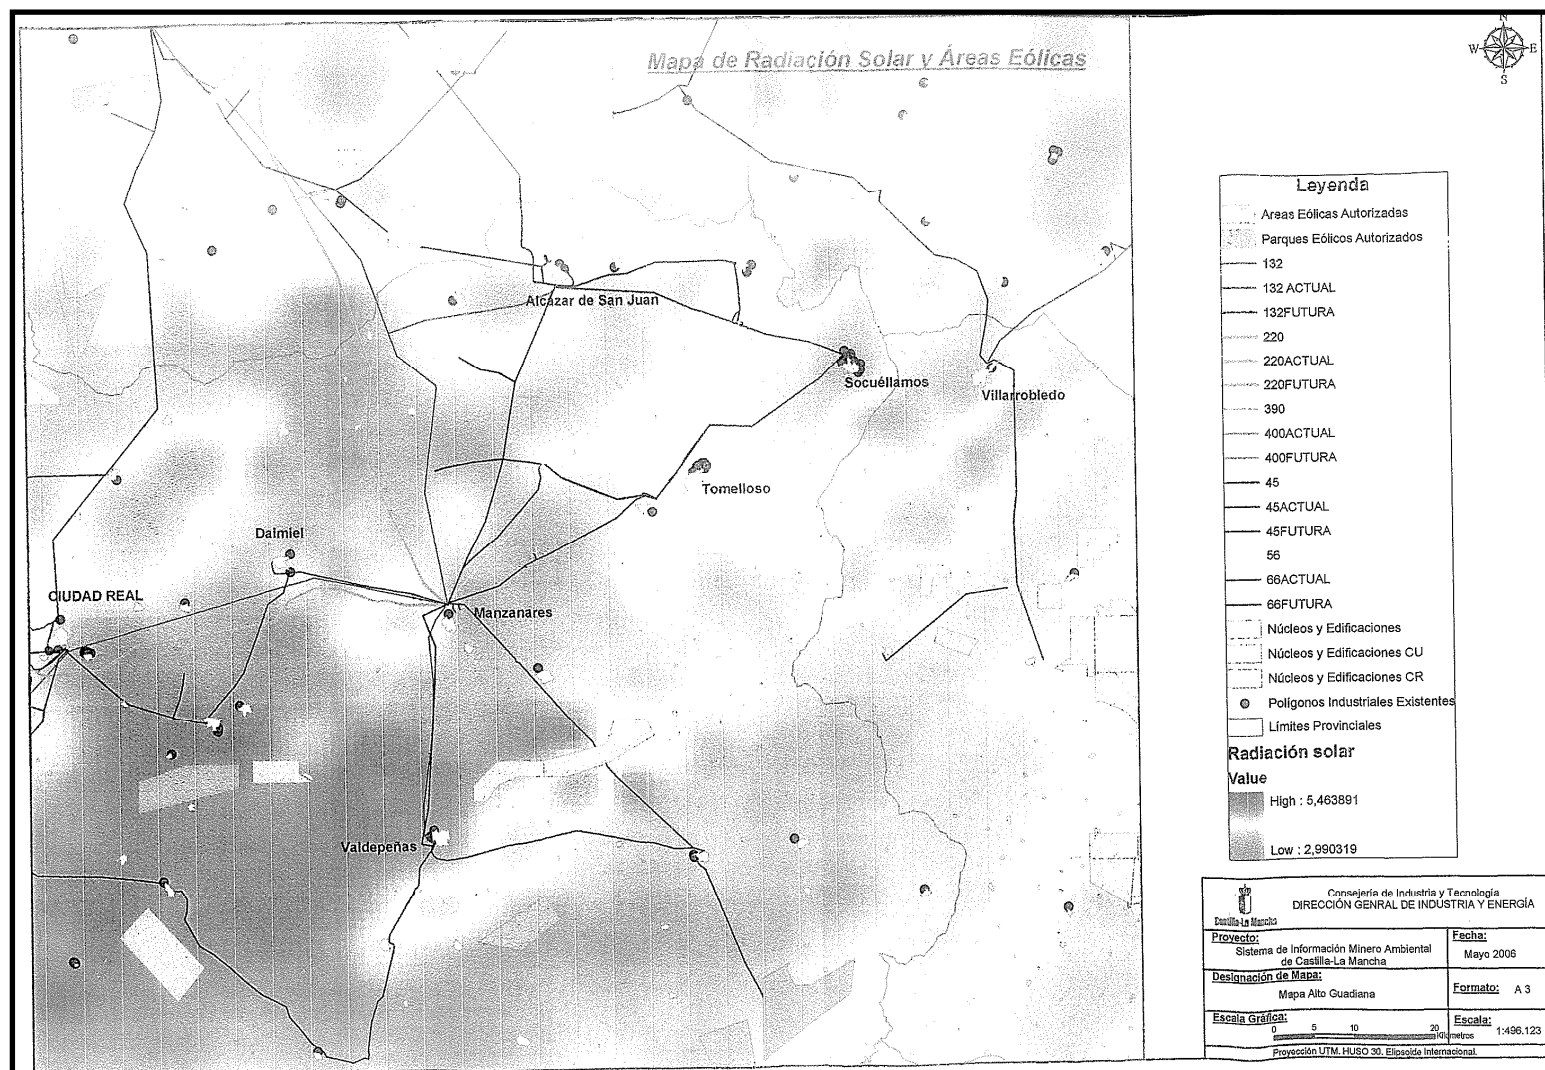 Mapa de Radiación Solar y Áreas Eólicas
N
W
E
S
Alcázar de San Juan
Socuéllamos
Villarrobledo
Tomelloso
Daimiel
CIUDAD REAL
Manzanares
Valdepeñas
Leyenda
Areas Eólicas Autorizadas
Parques Eólicos Autorizados
132
132 ACTUAL
132FUTURA
220
220ACTUAL
220FUTURA
390
400ACTUAL
400FUTURA
45
45ACTUAL
45FUTURA
56
66ACTUAL
66FUTURA
Núcleos y Edificaciones
Núcleos y Edificaciones CU
Núcleos y Edificaciones CR
Polígonos Industriales Existentes
Límites Provinciales
Radiación solar
Value
High : 5,463891
Low : 2,990319
Castilla-La Mancha
Consejería de Industria y Tecnología
DIRECCIÓN GENRAL DE INDUSTRIA Y ENERGÍA
Proyecto:
Sistema de Información Minero Ambiental
de Castilla-La Mancha
Fecha:
Mayo 2006
Designación de Mapa:
Mapa Alto Guadiana
Formato: A 3
Escala Gráfica:
0 5 10 20
Kilómetros
Escala:
1:496.123
Proyección UTM. HUSO 30. Elipsoide Internacional.